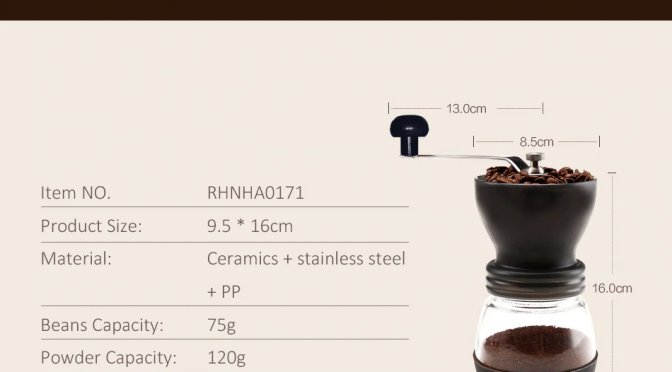 13.0cm
8.5cm
Item NO. RHNHA0171
Product Size: 9.5 * 16cm
Material: Ceramics + stainless steel
+ PP
16.0cm
Beans Capacity: 75g
Powder Capacity: 120g